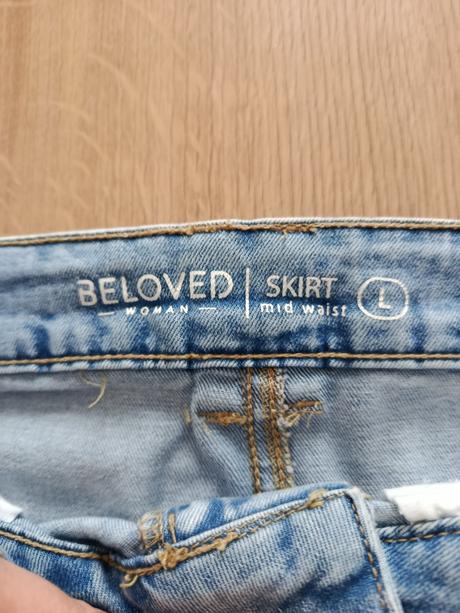 BELOVED
— WOMAN —
SKIRT
mid waist
L